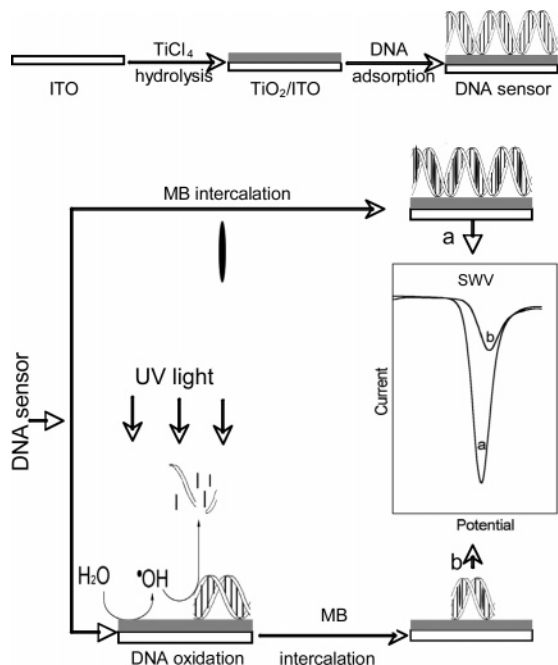 TiCl4
hydrolysis
DNA
adsorption
ITO
TiO2/ITO
DNA sensor
MB intercalation
a
SWV
b
a
Current
Potential
DNA sensor
UV light
H2O
•OH
b
MB
intercalation
DNA oxidation